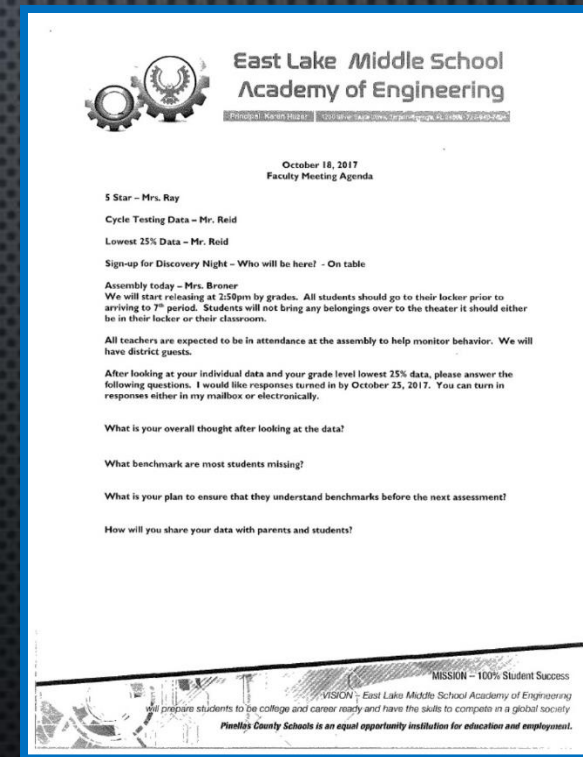 East Lake Middle School
Academy of Engineering
Principal Karen Huzar
October 18, 2017
Faculty Meeting Agenda
5 Star – Mrs. Ray
Cycle Testing Data – Mr. Reid
Lowest 25% Data – Mr. Reid
Sign-up for Discovery Night – Who will be here? - On table
Assembly today – Mrs. Broner
We will start releasing at 2:50pm by grades. All students should go to their locker prior to
arriving to 7th period. Students will not bring any belongings over to the theater it should either
be in their locker or their classroom.
All teachers are expected to be in attendance at the assembly to help monitor behavior. We will
have district guests.
After looking at your individual data and your grade level lowest 25% data, please answer the
following questions. I would like responses turned in by October 25, 2017. You can turn in
responses either in my mailbox or electronically.
What is your overall thought after looking at the data?
What benchmark are most students missing?
What is your plan to ensure that they understand benchmarks before the next assessment?
How will you share your data with parents and students?
MISSION – 100% Student Success
VISION – East Lake Middle School Academy of Engineering
will prepare students to be college and career ready and have the skills to compete in a global society
Pinellas County Schools is an equal opportunity institution for education and employment.